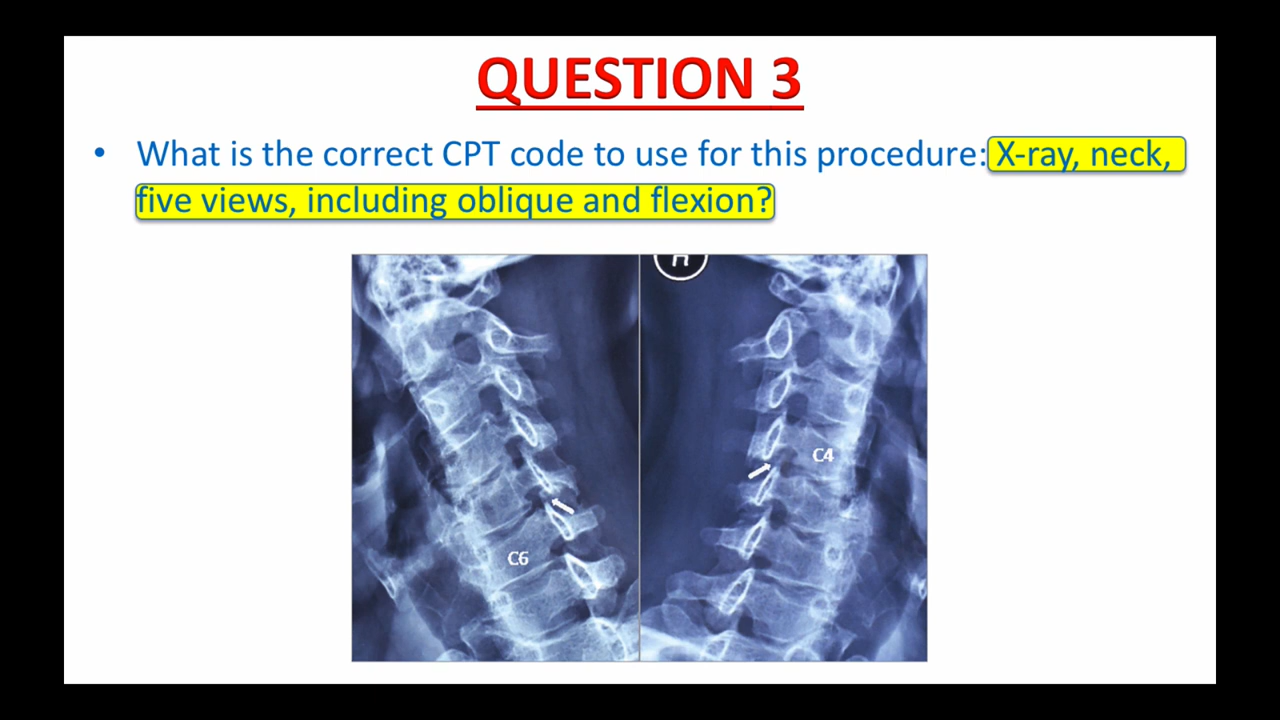 QUESTION 3
• What is the correct CPT code to use for this procedure: X-ray, neck,
five views, including oblique and flexion?
C4
C6